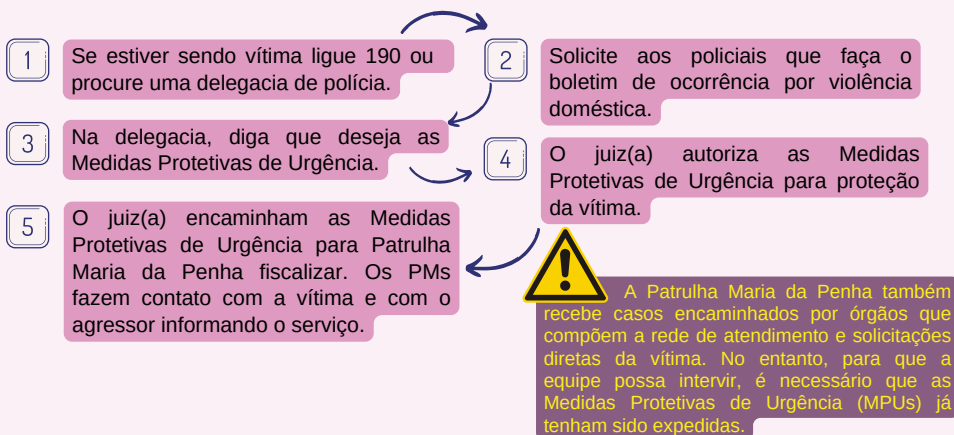 1
Se estiver sendo vítima ligue 190 ou
procure uma delegacia de polícia.
2
Solicite aos policiais que faça o
boletim de ocorrência por violência
doméstica.
3
Na delegacia, diga que deseja as
Medidas Protetivas de Urgência.
4
O juiz(a) autoriza as Medidas
Protetivas de Urgência para proteção
da vítima.
5
O juiz(a) encaminham as Medidas
Protetivas de Urgência para Patrulha
Maria da Penha fiscalizar. Os PMs
fazem contato com a vítima e com o
agressor informando o serviço.
A Patrulha Maria da Penha também
recebe casos encaminhados por órgãos que
compõem a rede de atendimento e solicitações
diretas da vítima. No entanto, para que a
equipe possa intervir, é necessário que as
Medidas Protetivas de Urgência (MPUs) já
tenham sido expedidas.